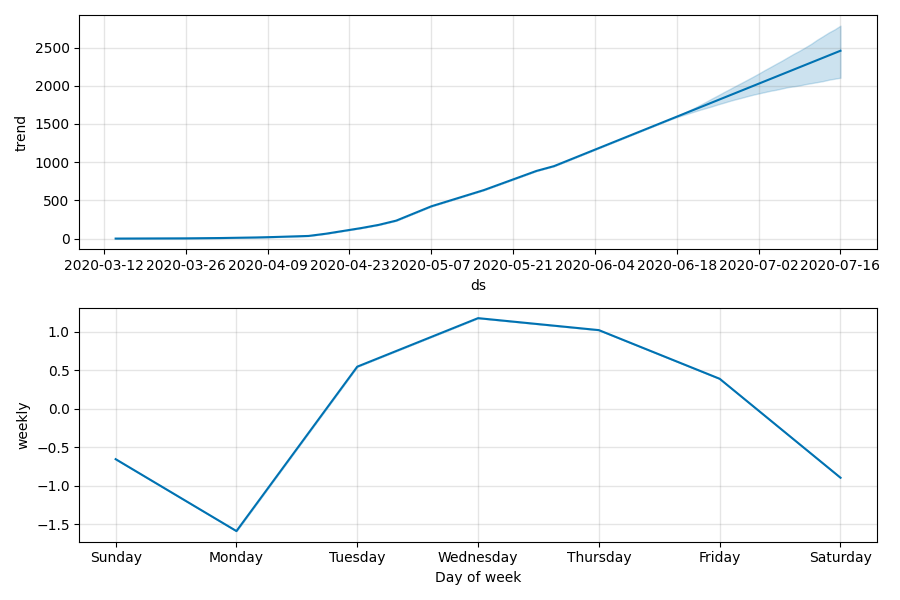 2500
2000
1500
1000
500
0
trend
2020-03-12 2020-03-26 2020-04-09 2020-04-23 2020-05-07 2020-05-21 2020-06-04 2020-06-18 2020-07-02 2020-07-16
ds
1.0
0.5
0.0
−0.5
−1.0
−1.5
weekly
Sunday Monday Tuesday Wednesday Thursday Friday Saturday
Day of week